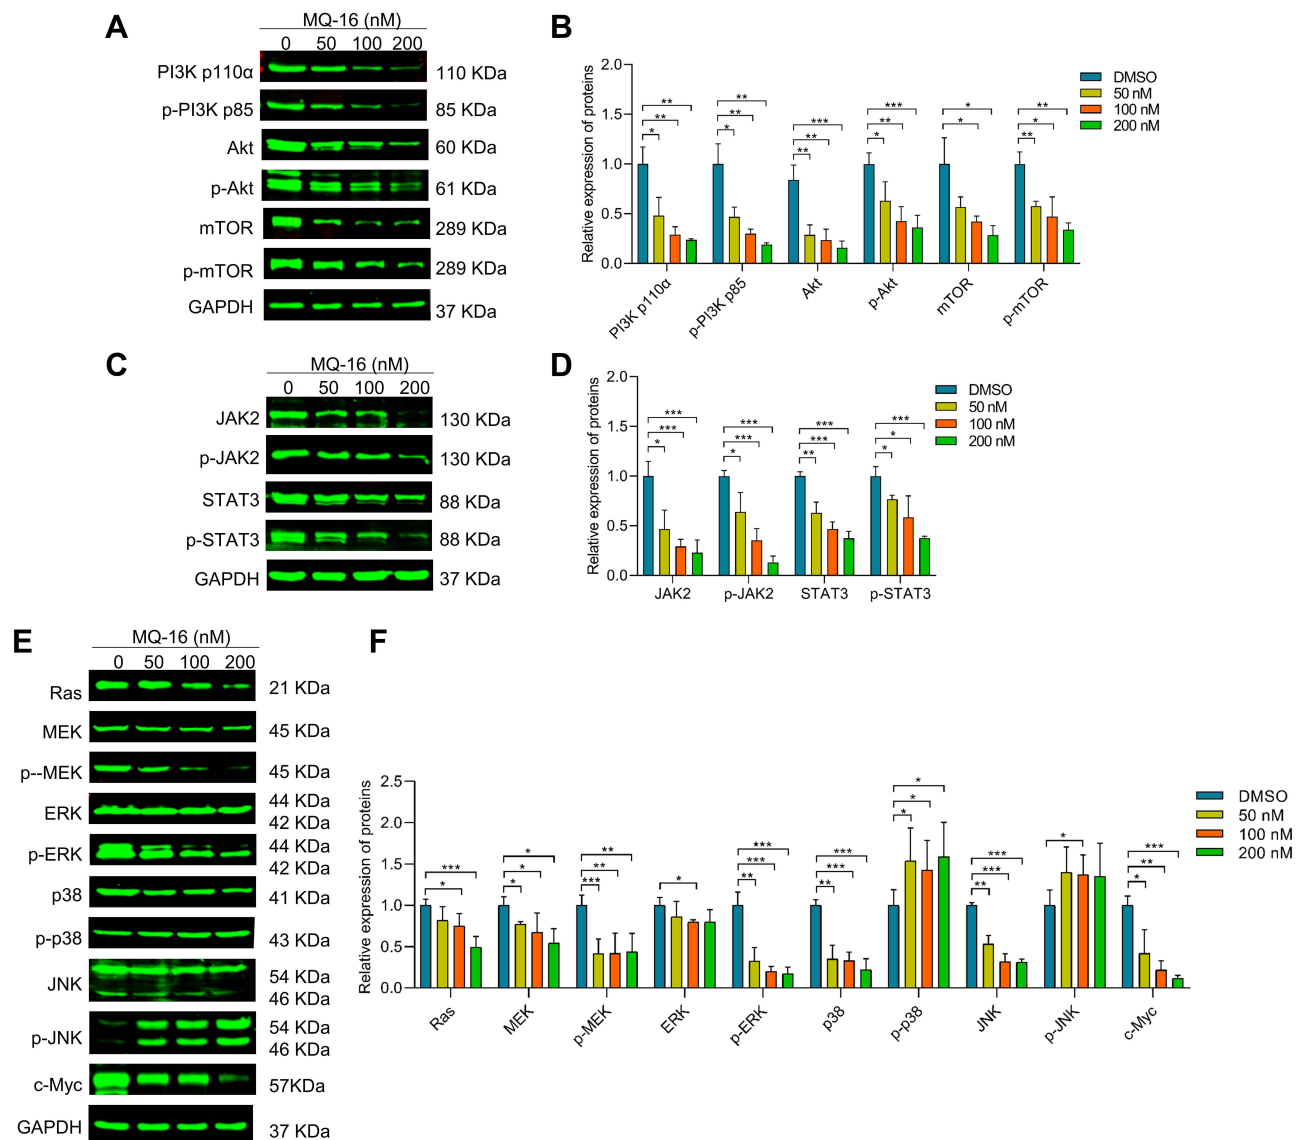 A
MQ-16 (nM)
0 50 100 200
PI3K p110α 110 KDa
p-PI3K p85 85 KDa
Akt 60 KDa
p-Akt 61 KDa
mTOR 289 KDa
p-mTOR 289 KDa
GAPDH 37 KDa
B
Relative expression of proteins
2.0
1.5
1.0
0.5
0.0
** ** *
** ** *
*** ** **
*** ** *
* *
** * **
PI3K p110α p-PI3K p85 Akt p-Akt mTOR p-mTOR
DMSO
50 nM
100 nM
200 nM
C
MQ-16 (nM)
0 50 100 200
JAK2 130 KDa
p-JAK2 130 KDa
STAT3 88 KDa
p-STAT3 88 KDa
GAPDH 37 KDa
D
Relative expression of proteins
2.0
1.5
1.0
0.5
0.0
*** *** *
*** *** *
*** *** **
*** * *
JAK2 p-JAK2 STAT3 p-STAT3
DMSO
50 nM
100 nM
200 nM
E
MQ-16 (nM)
0 50 100 200
Ras 21 KDa
MEK 45 KDa
p--MEK 45 KDa
ERK 44 KDa
42 KDa
p-ERK 44 KDa
42 KDa
p38 41 KDa
p-p38 43 KDa
JNK 54 KDa
46 KDa
p-JNK 54 KDa
46 KDa
c-Myc 57KDa
GAPDH 37 KDa
F
Relative expression of proteins
2.5
2.0
1.5
1.0
0.5
0.0
*** *
* * *
** ** ***
*
*** *** **
*** *** **
* * *
*** *** **
*
*** ** *
Ras MEK p-MEK ERK p-ERK p38 p-p38 JNK p-JNK c-Myc
DMSO
50 nM
100 nM
200 nM